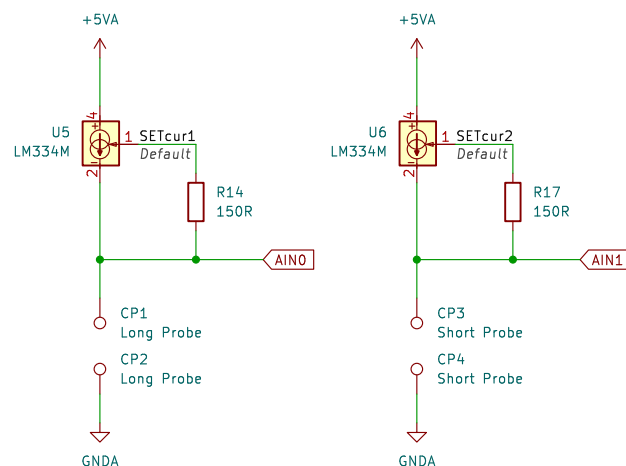 +5VA
+5VA
U5
LM334M
4
+
1
-
2
SETcur1
Default
R14
150R
AIN0
U6
LM334M
4
+
1
-
2
SETcur2
Default
R17
150R
AIN1
CP1
Long Probe
CP2
Long Probe
CP3
Short Probe
CP4
Short Probe
GNDA
GNDA